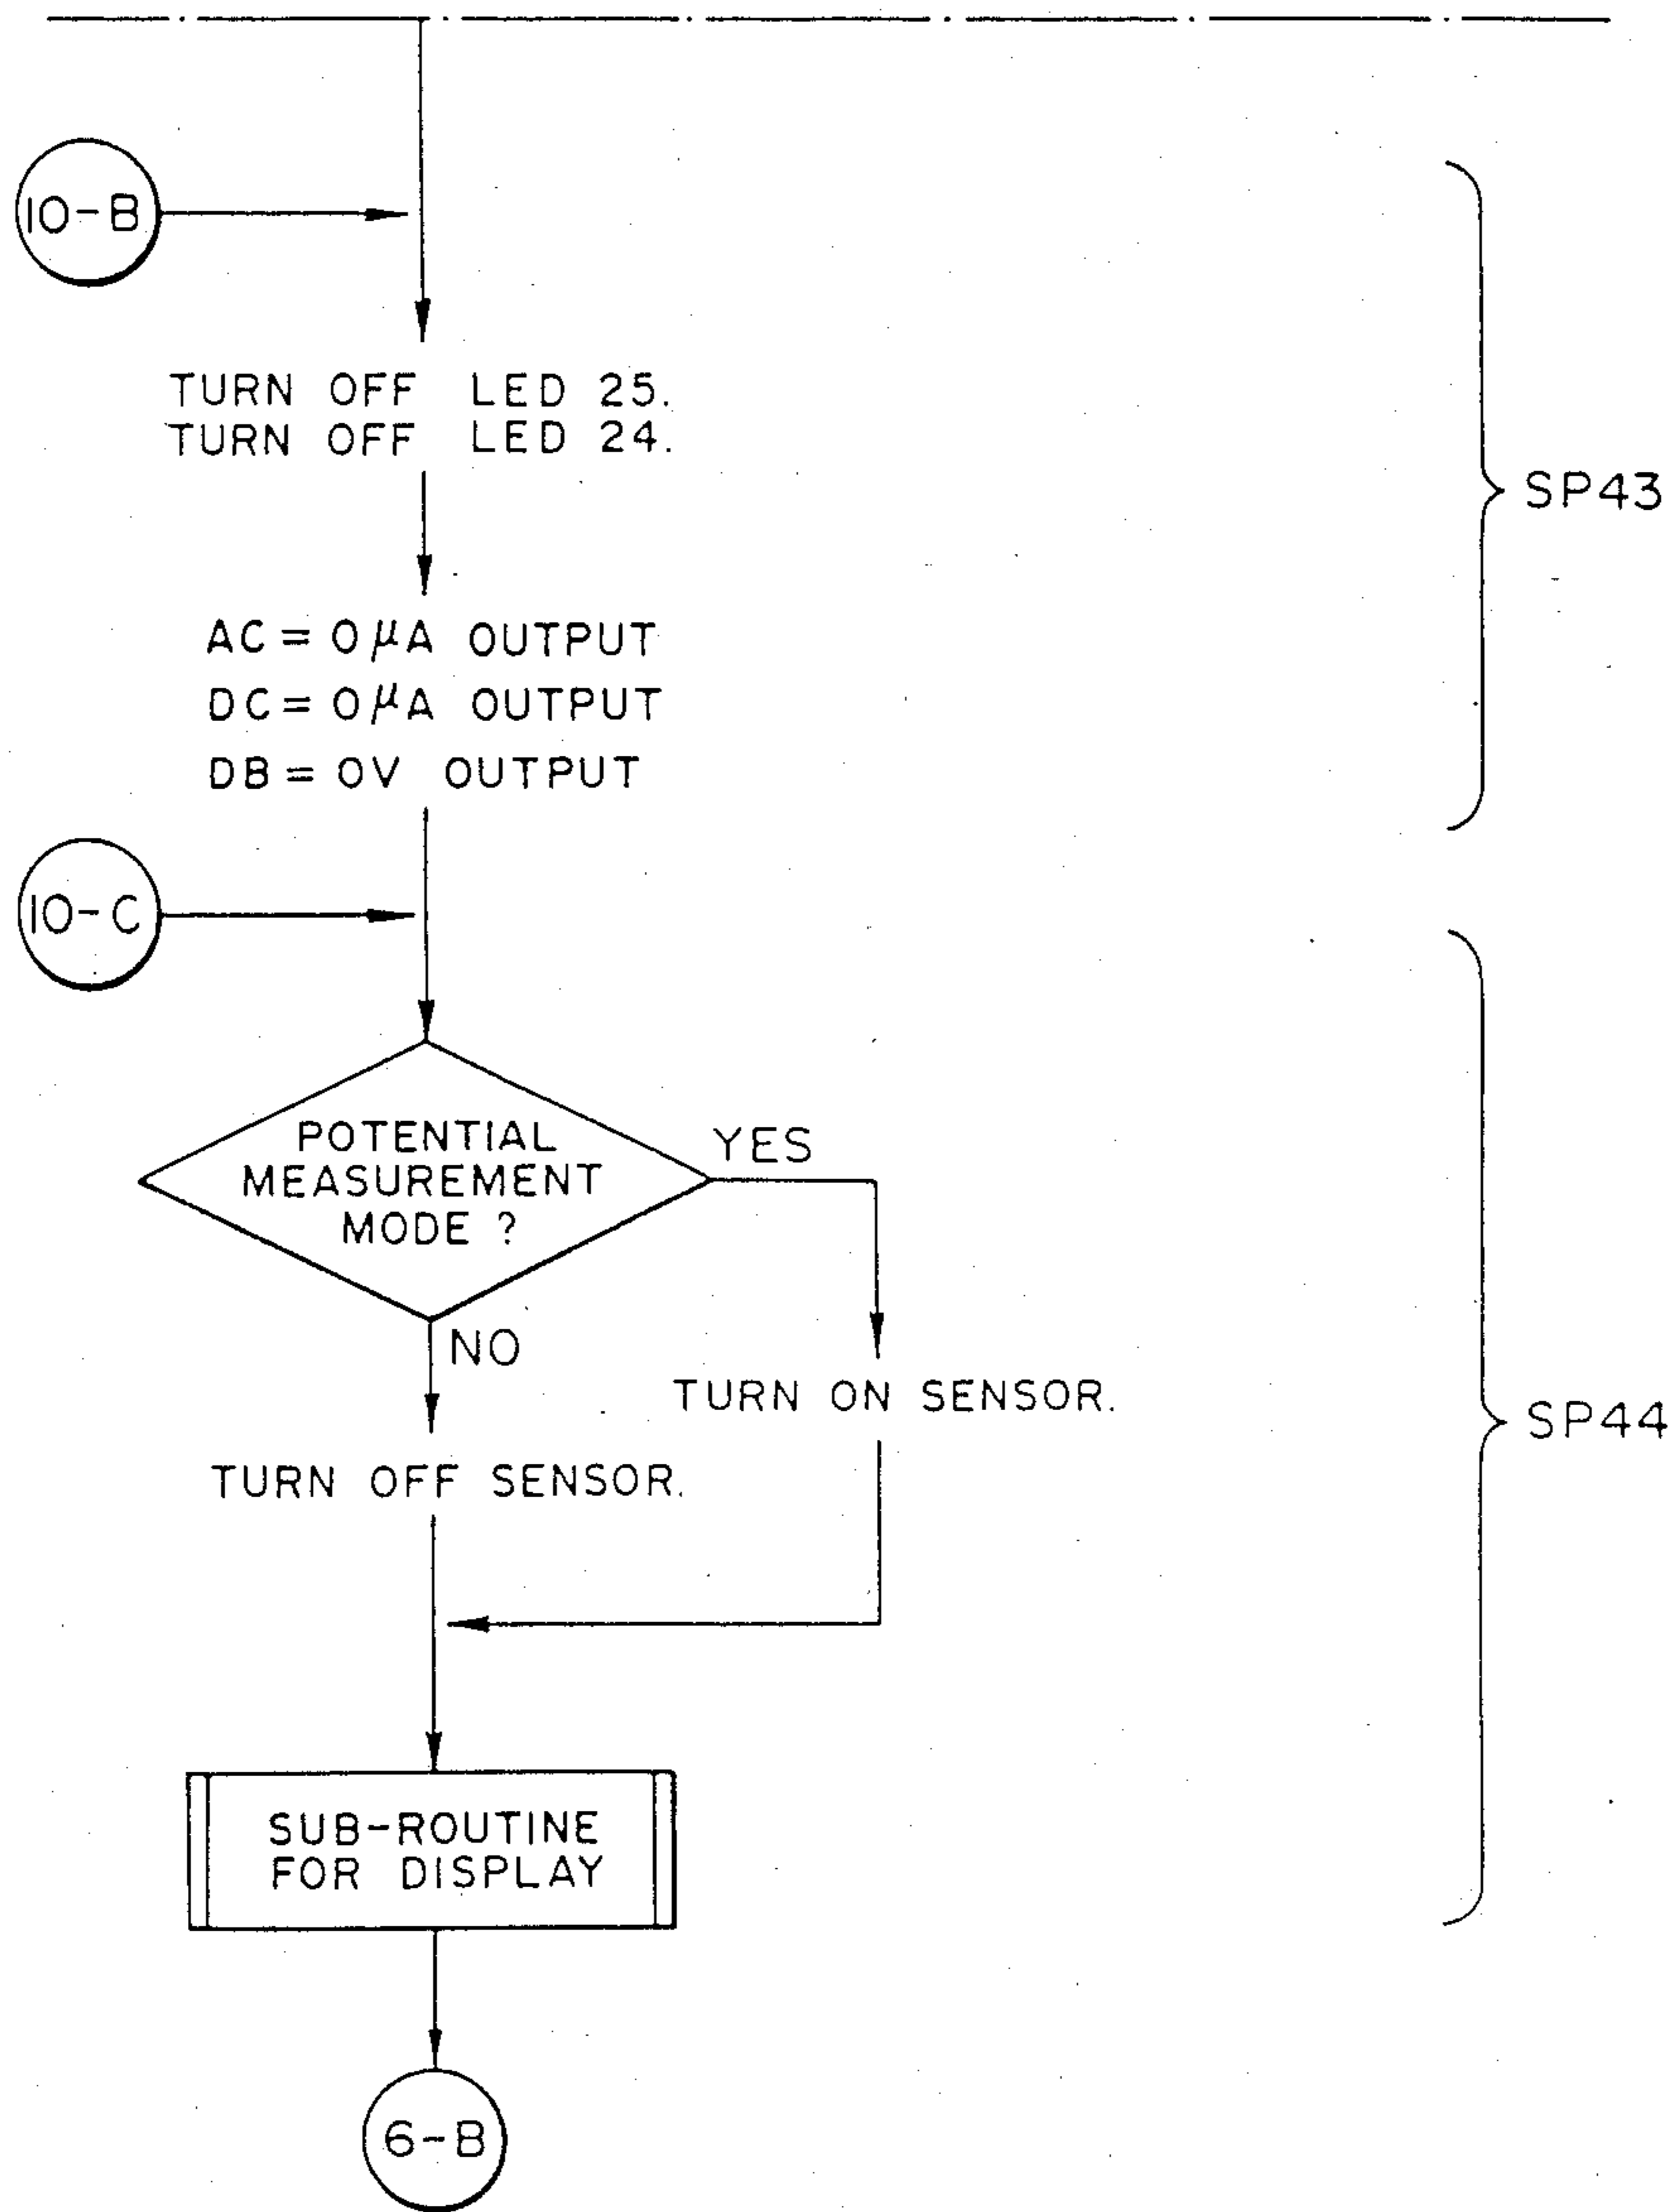 10-B
TURN OFF LED 25.
TURN OFF LED 24.
SP43
AC = 0 μA OUTPUT
DC = 0 μA OUTPUT
DB = 0V OUTPUT
10-C
POTENTIAL
MEASUREMENT
MODE ?
YES
NO
TURN ON SENSOR.
SP44
TURN OFF SENSOR.
SUB-ROUTINE
FOR DISPLAY
6-B